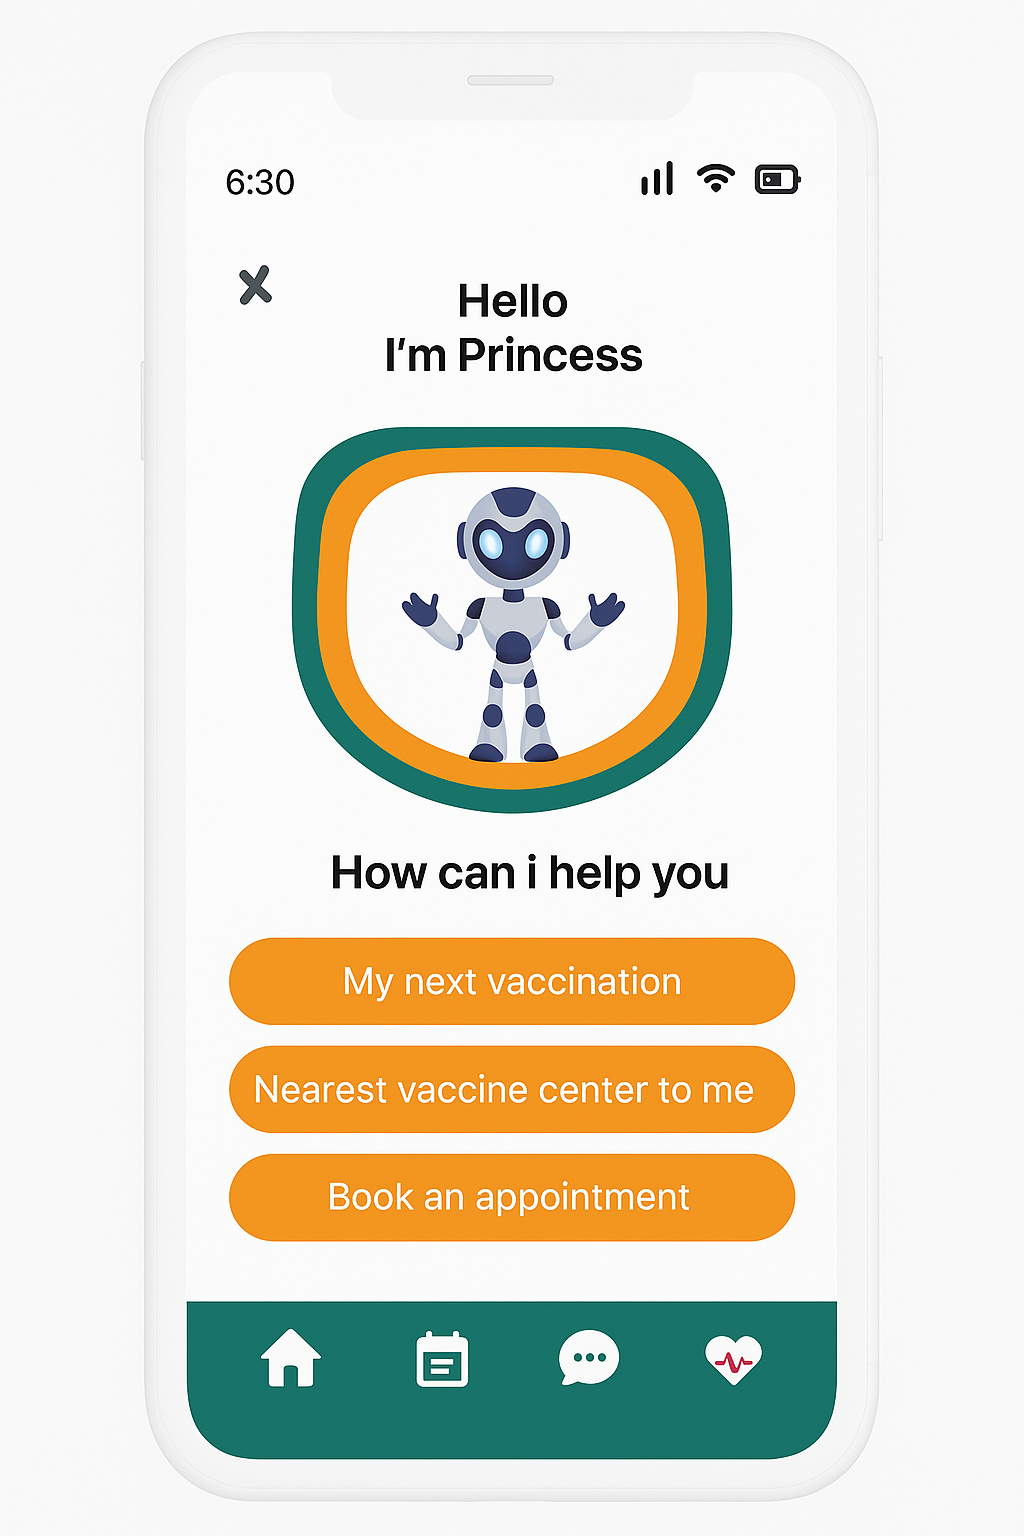 6:30
Hello
I'm Princess
How can i help you
My next vaccination
Nearest vaccine center to me
Book an appointment